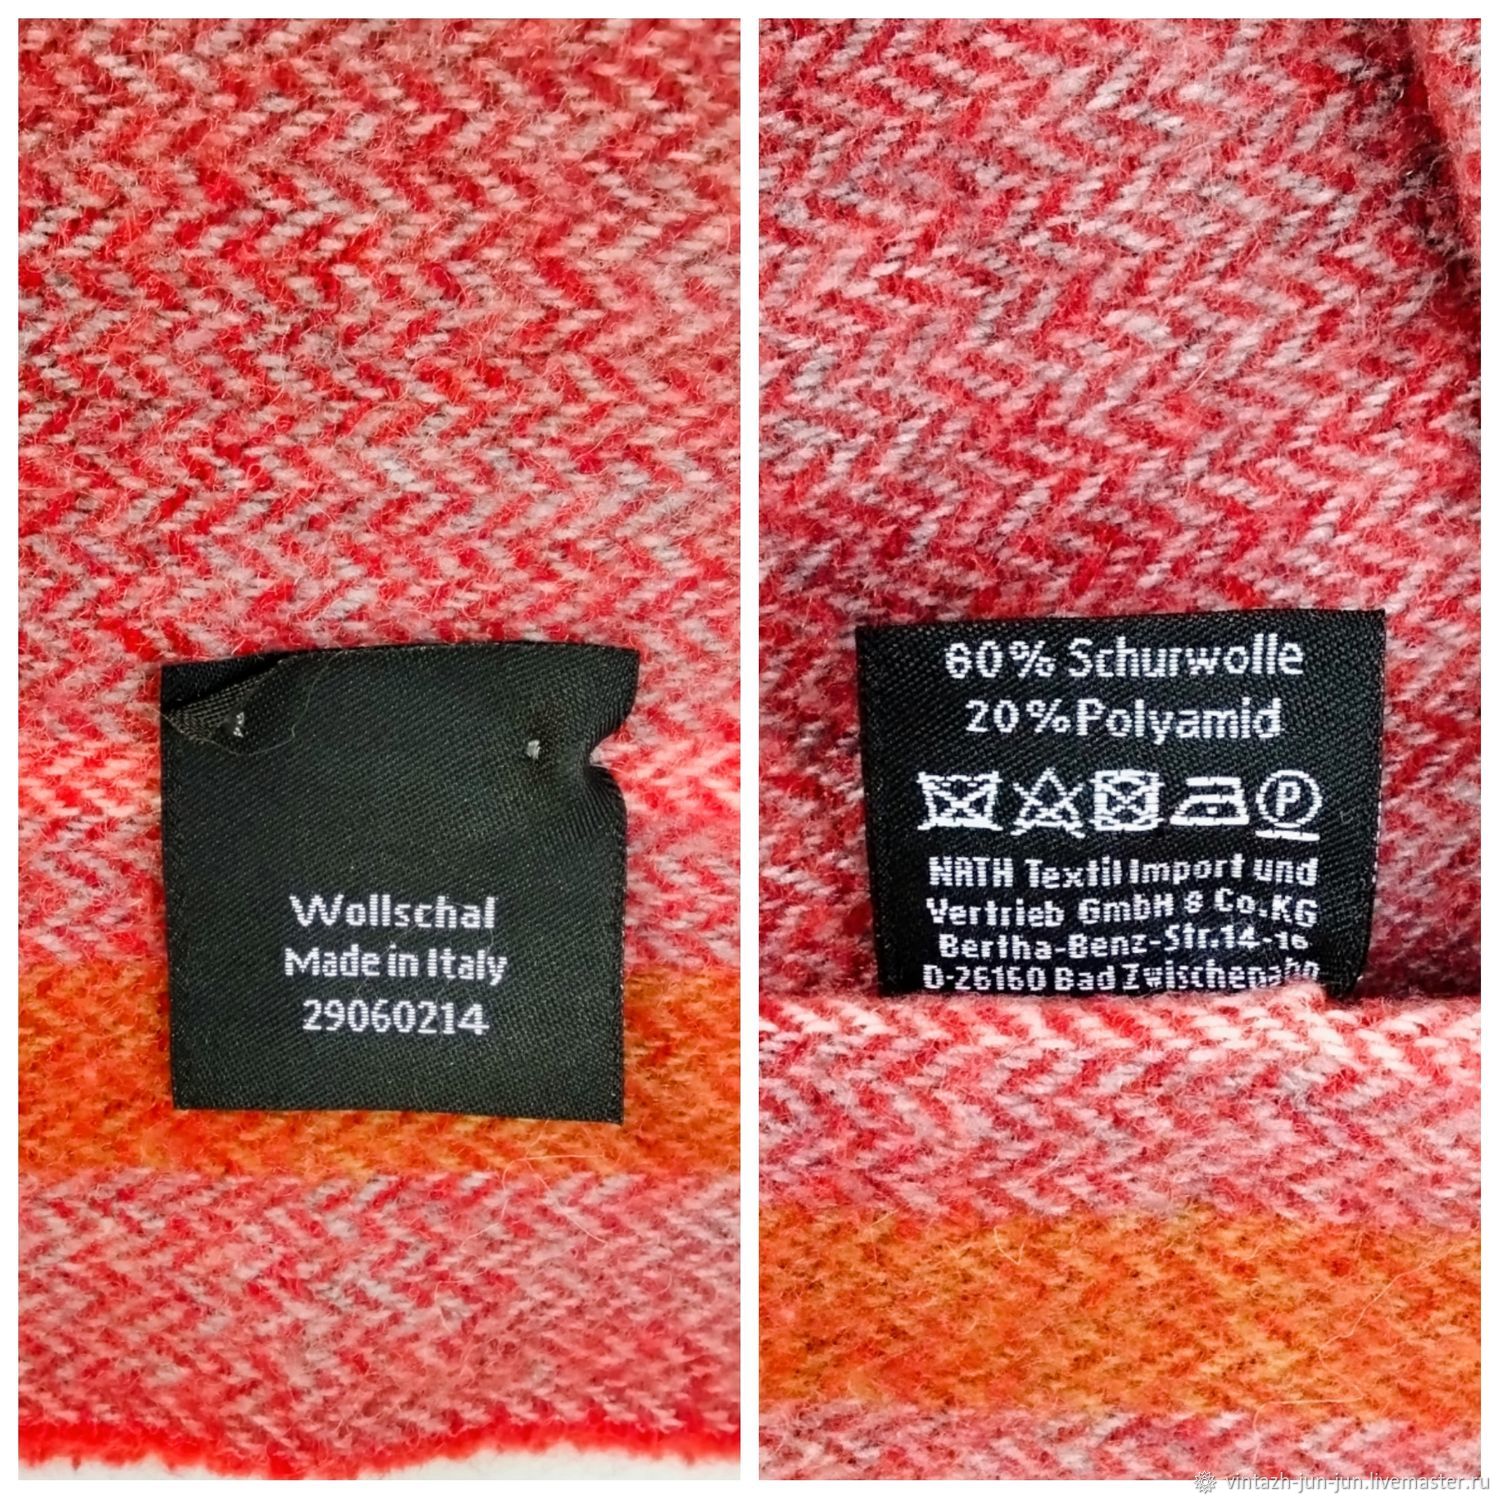 Wollschal
Made in Italy
29060214
80% Schurwolle
20% Polyamid
P
NATH Textil Import und
Vertrieb GmbH & Co.KG
Bertha-Benz-Str.14-16
D-26160 Bad Zwischenahn
vintazh-jun-jun.livemaster.ru